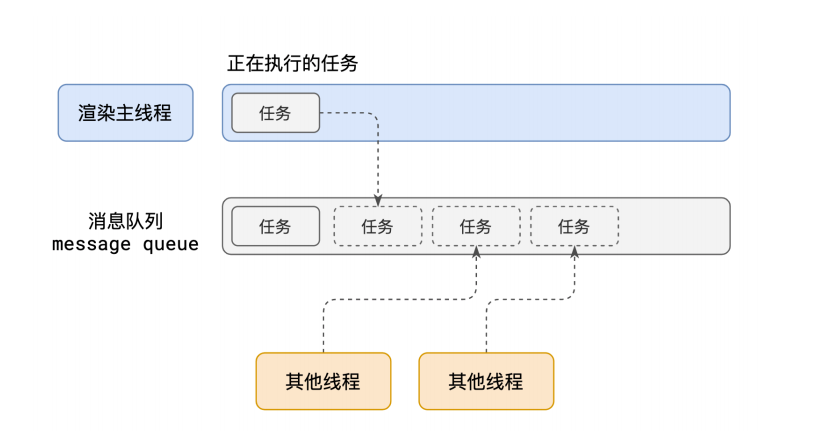 正在执行的任务
渲染主线程
任务
消息队列
message queue
任务
任务
任务
任务
其他线程
其他线程